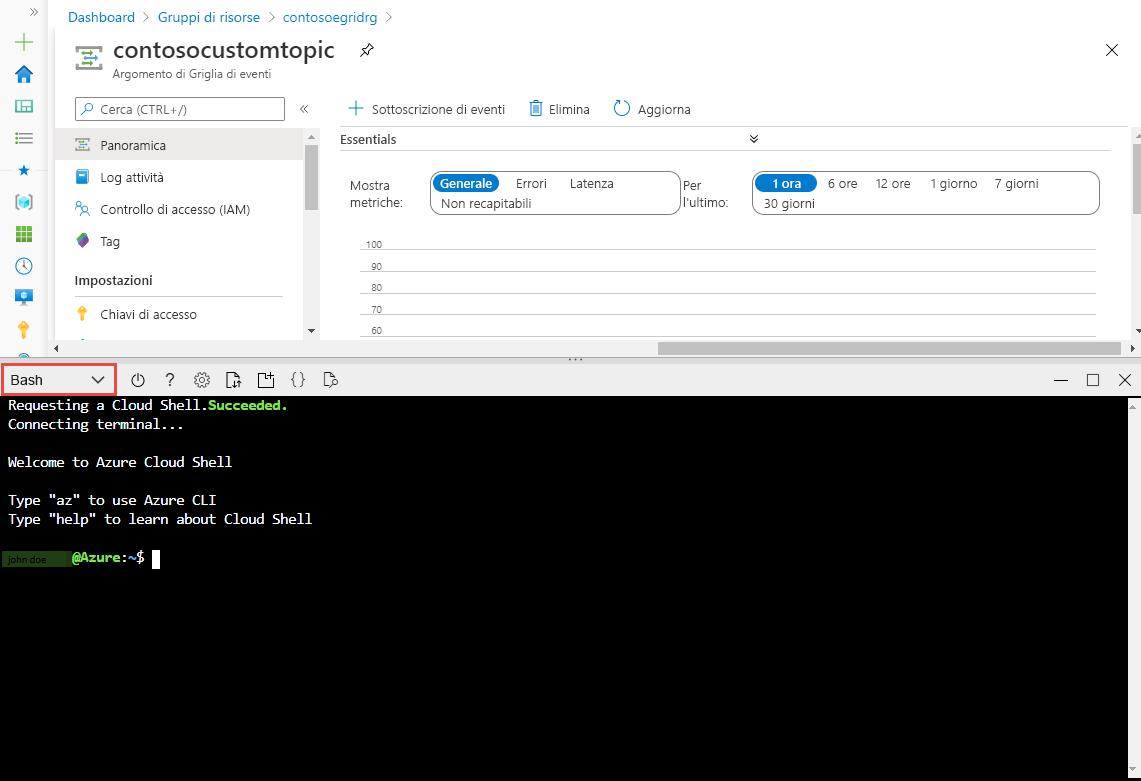 Dashboard > Gruppi di risorse > contosoegridrg >
contosocustomtopic
Argomento di Griglia di eventi
Cerca (CTRL+/)
Panoramica
Log attività
Controllo di accesso (IAM)
Tag
Impostazioni
Chiavi di accesso
Sottoscrizione di eventi Elimina Aggiorna
Essentials
Mostra
metriche:
Generale Errori Latenza
Non recapitabili
Per
l'ultimo:
1 ora 6 ore 12 ore 1 giorno 7 giorni
30 giorni
100
90
80
70
60
Bash
Requesting a Cloud Shell.Succeeded.
Connecting terminal...
Welcome to Azure Cloud Shell
Type "az" to use Azure CLI
Type "help" to learn about Cloud Shell
john doe@Azure:~$